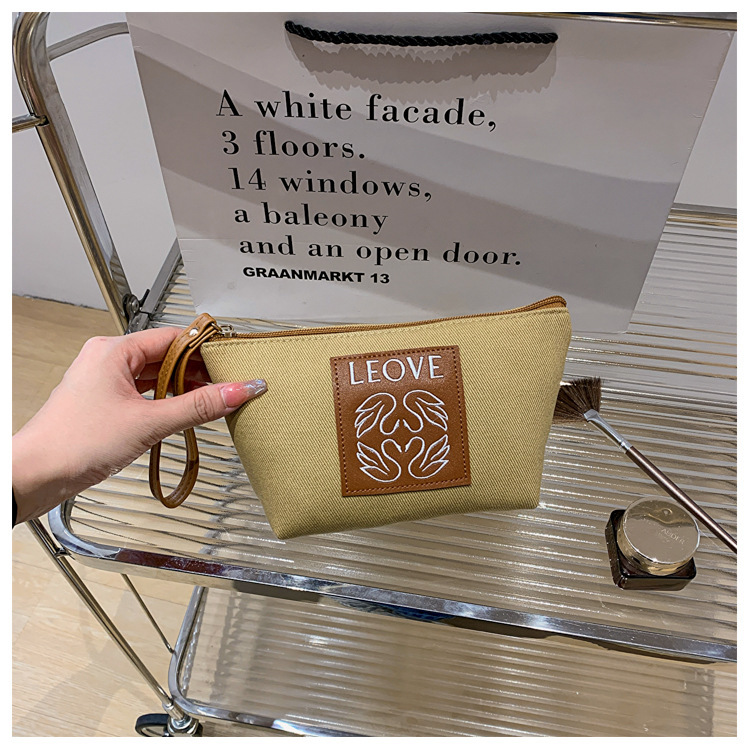 A white facade,
3 floors.
14 windows,
a baleony
and an open door.
GRAANMARKT 13
LEOVE